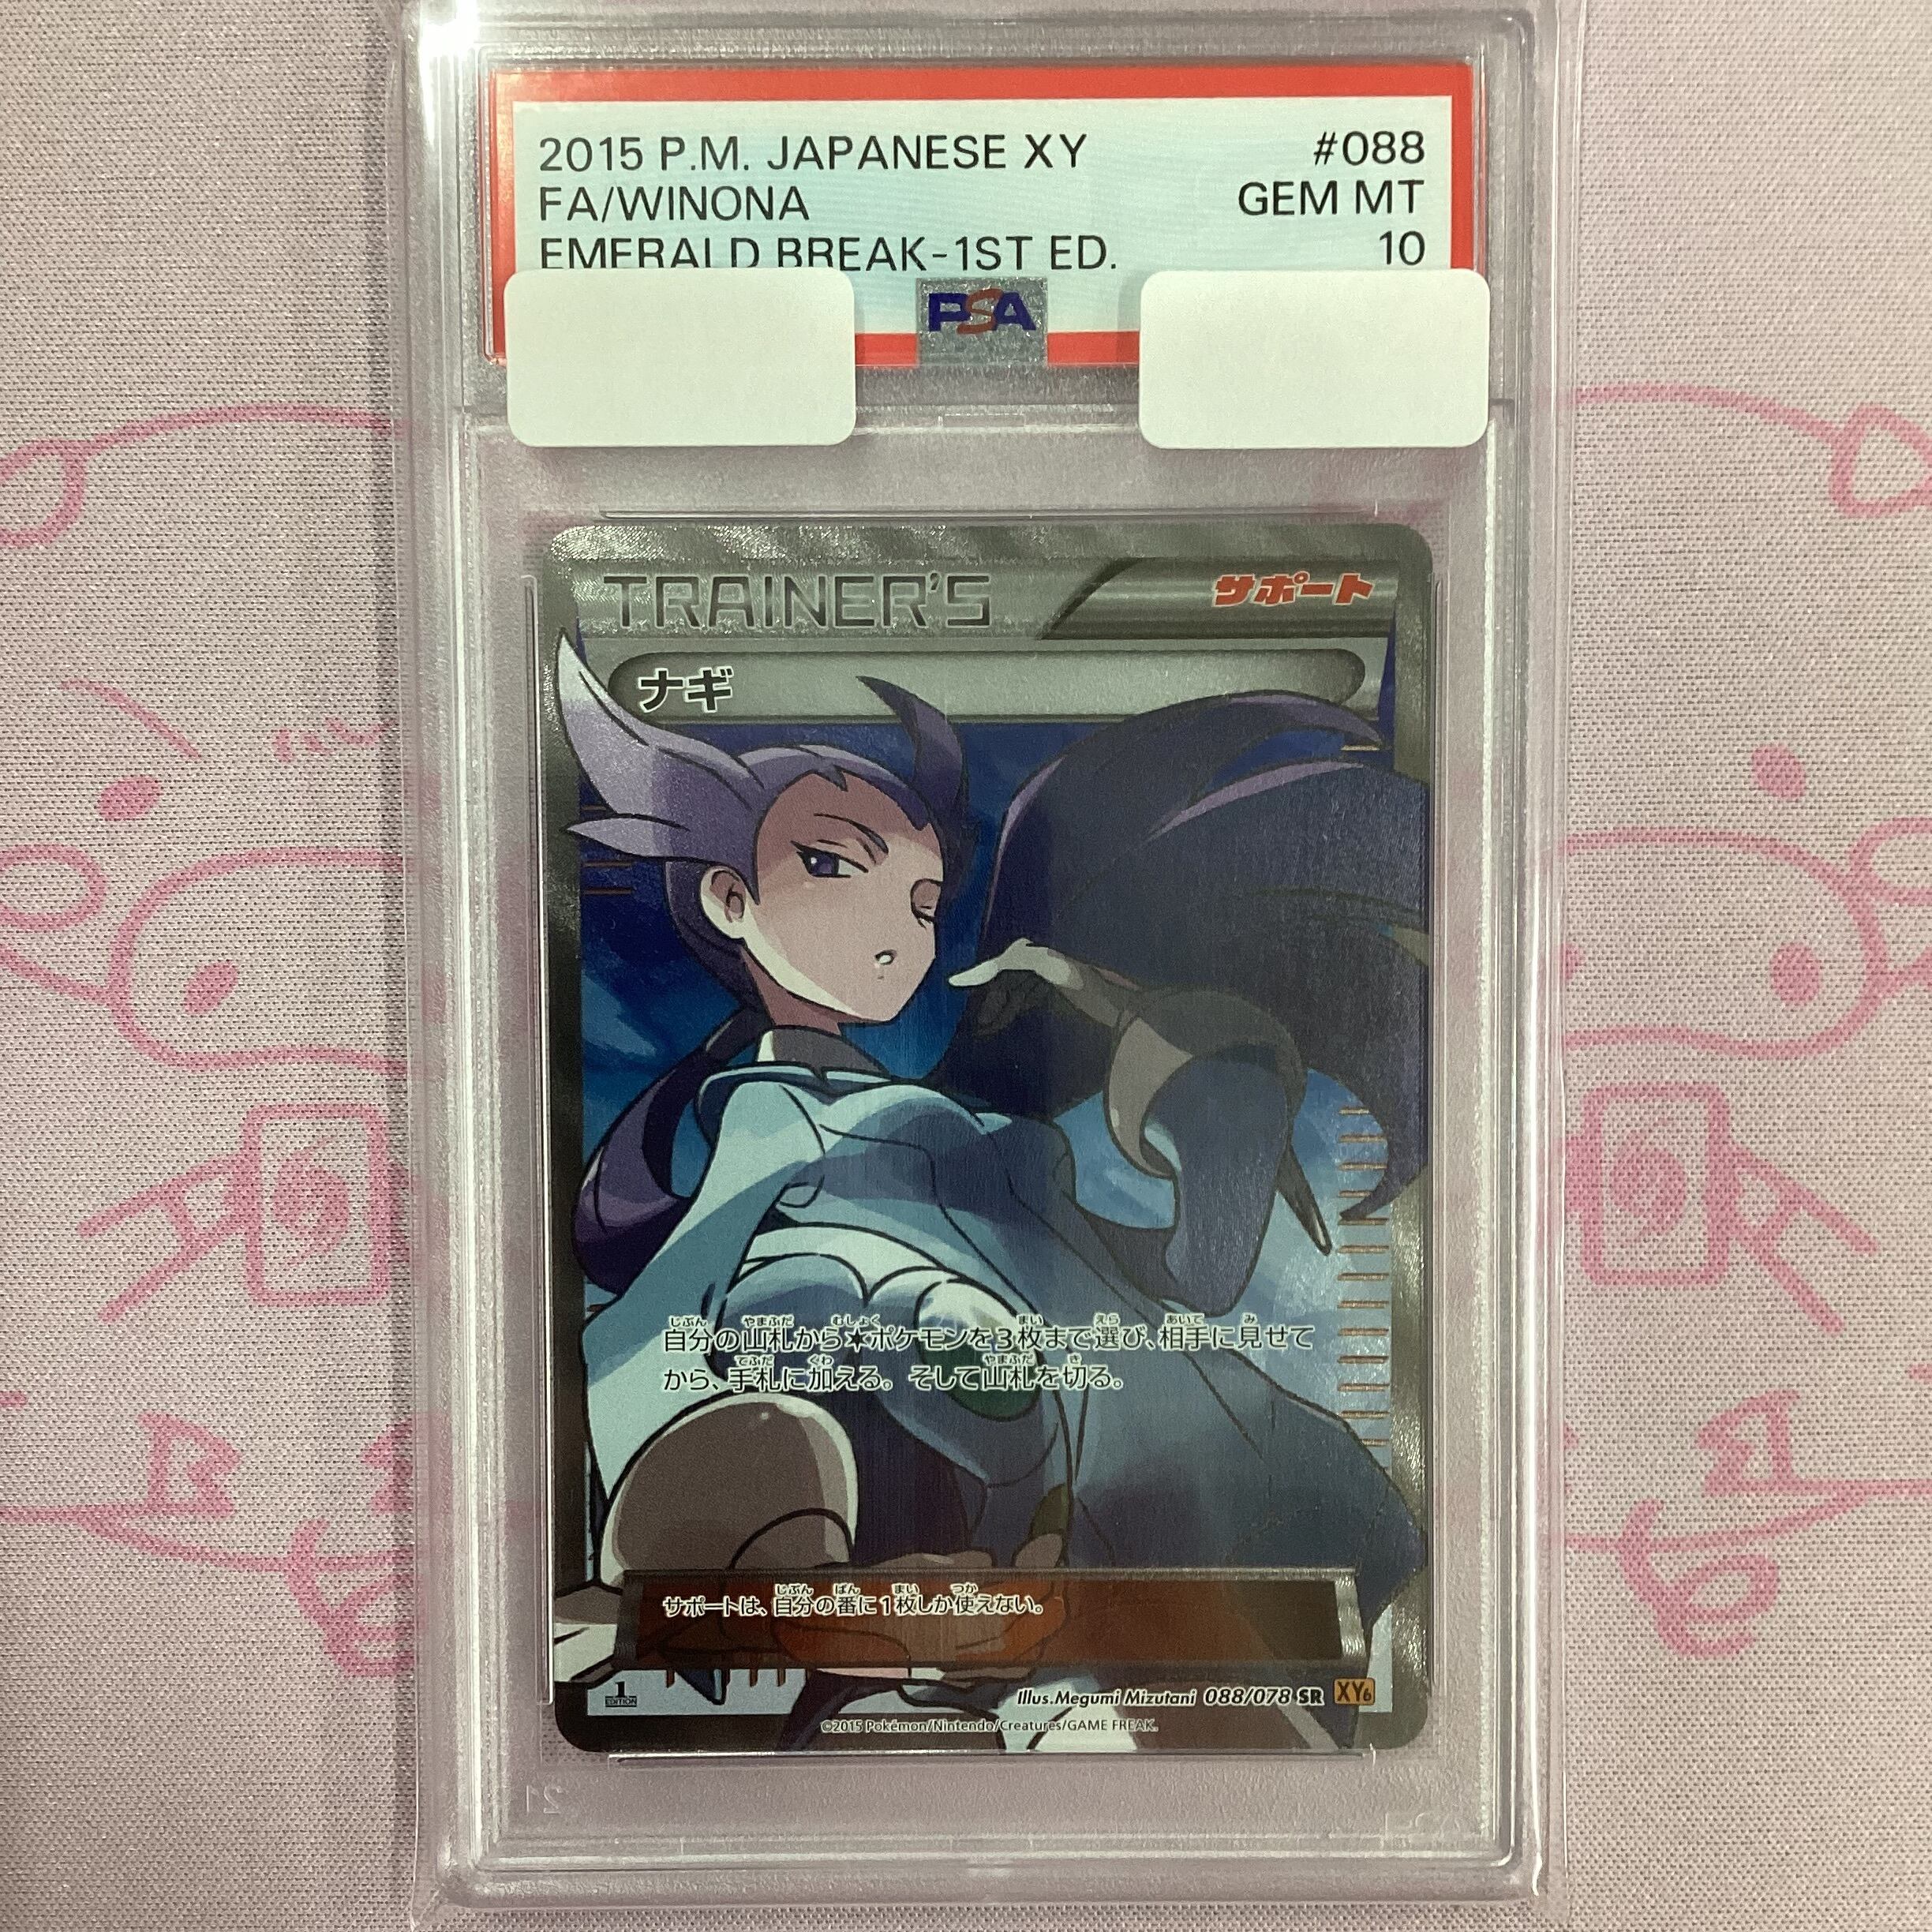 2015 P.M. JAPANESE XY #088
FA/WINONA GEM MT
EMERALD BREAK-1ST ED. 10
PSA
TRAINER'S サポート
ナギ
自分の山札から✶ポケモンを3枚まで選び、相手に見せて
から、手札に加える。そして山札を切る。
サポートは、自分の番に1枚しか使えない。
1 EDITION Illus.Megumi Mizutani 088/078 SR XY6
©2015 Pokémon/Nintendo/Creatures/GAME FREAK.